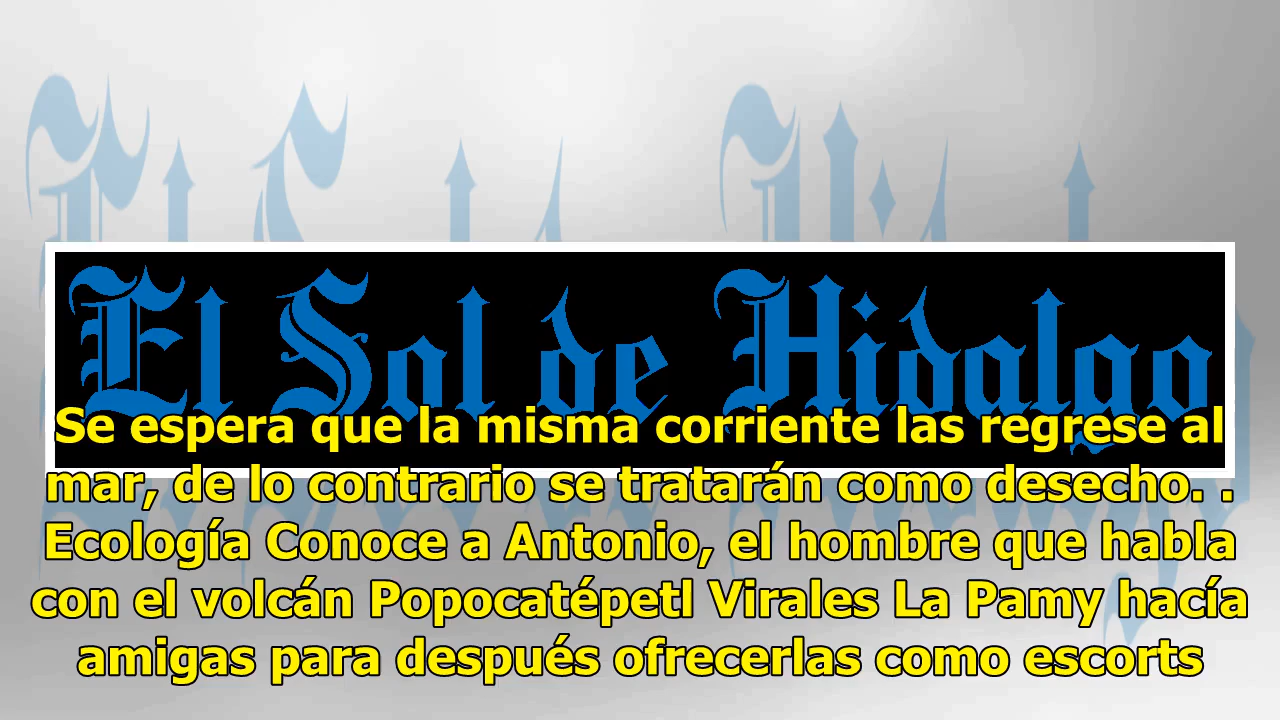 El Sol de Hidalgo
Se espera que la misma corriente las regrese al
mar, de lo contrario se tratarán como desecho. .
Ecología Conoce a Antonio, el hombre que habla
con el volcán Popocatépetl Virales La Pamy hacía
amigas para después ofrecerlas como escorts